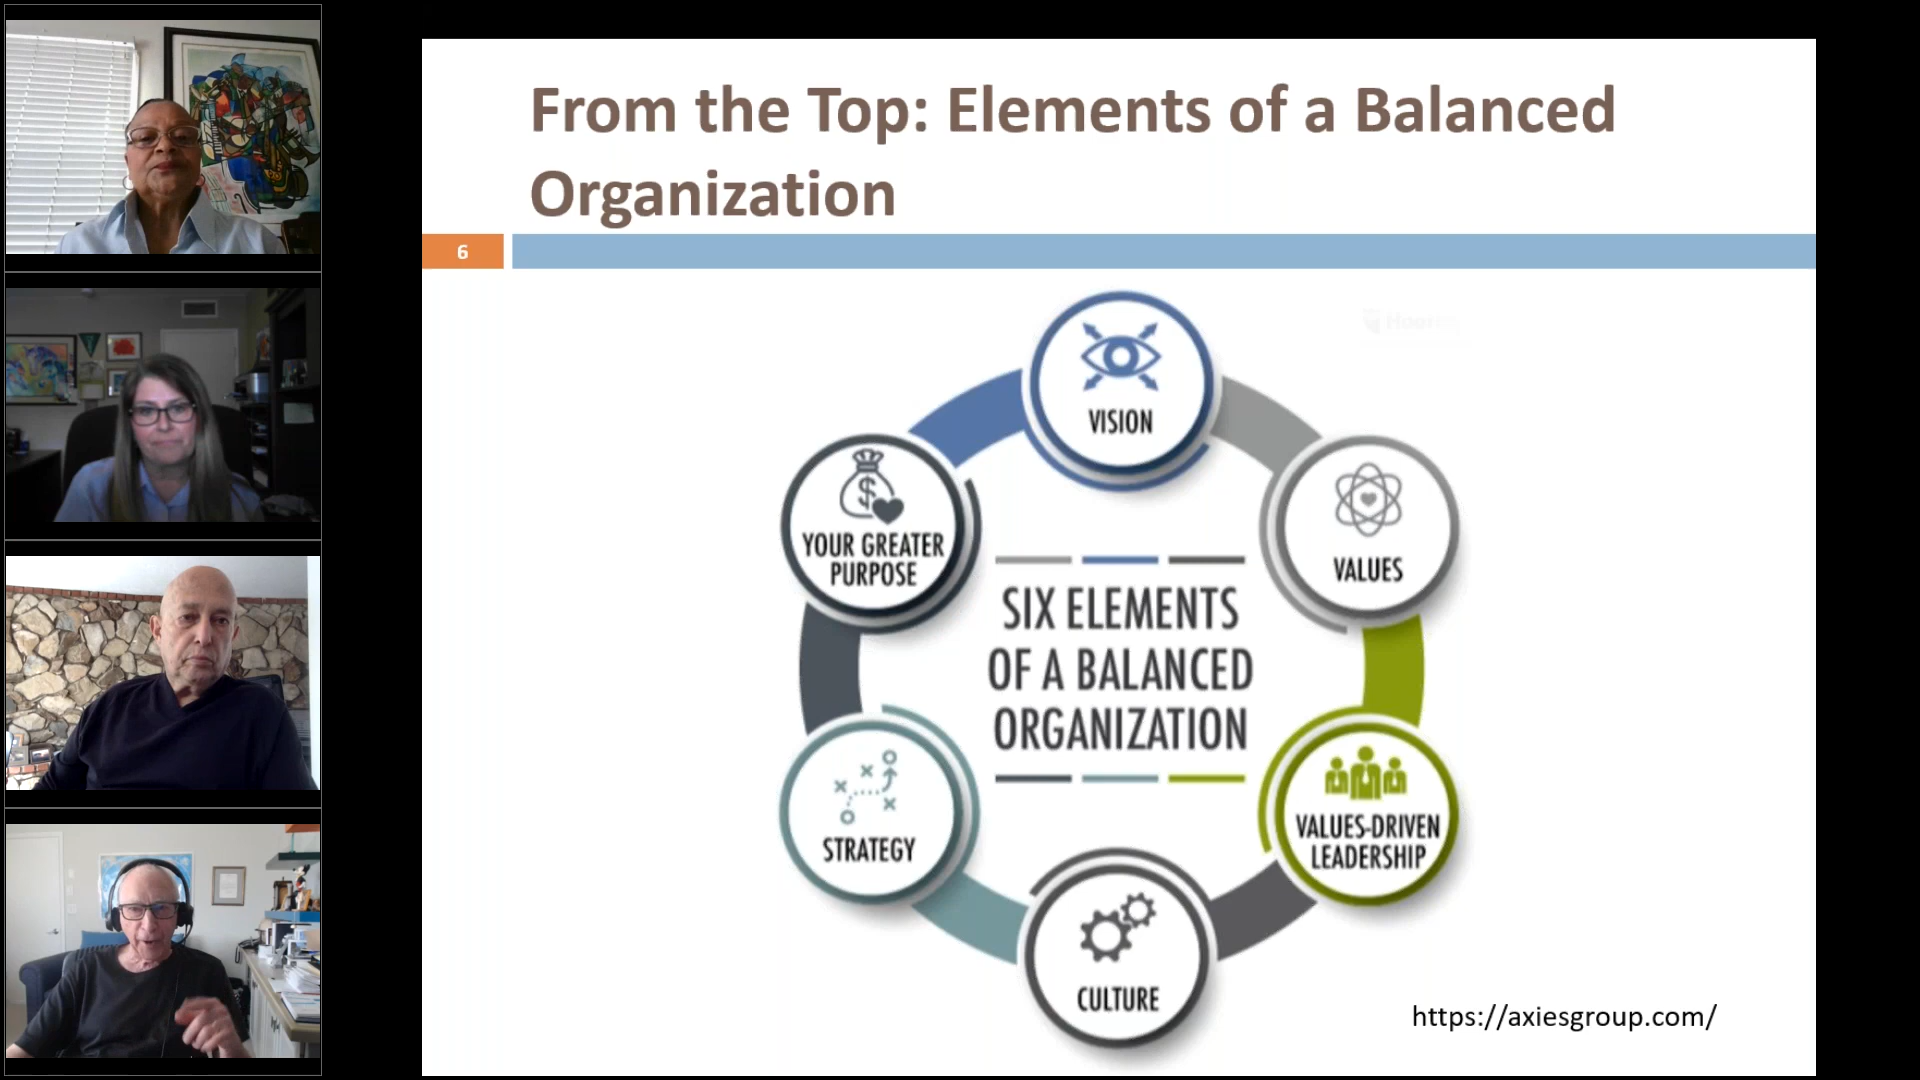 From the Top: Elements of a Balanced
Organization
6
VISION
YOUR GREATER
PURPOSE
VALUES
SIX ELEMENTS
OF A BALANCED
ORGANIZATION
STRATEGY
VALUES-DRIVEN
LEADERSHIP
CULTURE
https://axiesgroup.com/